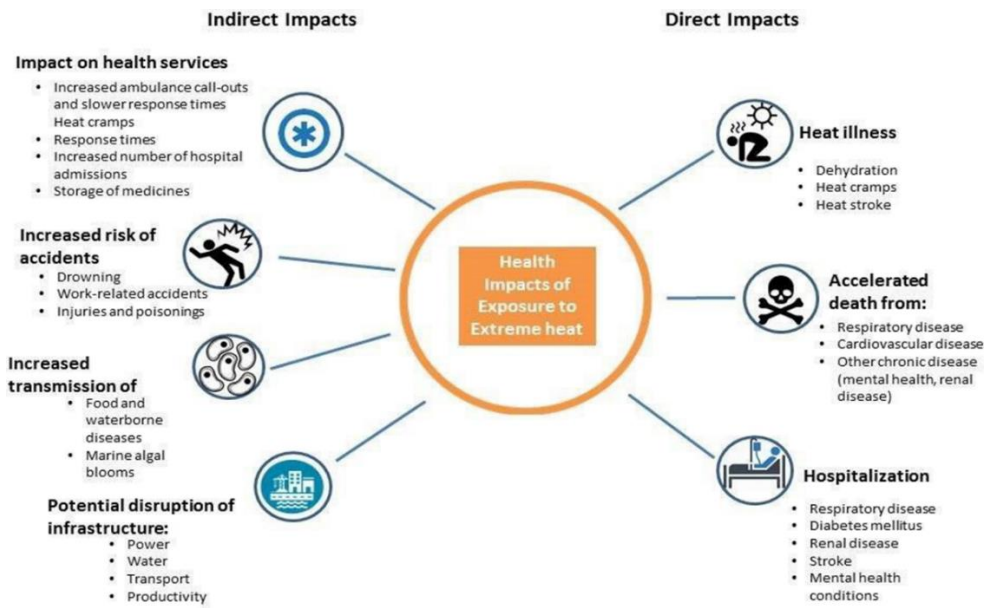 Indirect Impacts
Direct Impacts
Impact on health services
• Increased ambulance call-outs
and slower response times
Heat cramps
• Response times
• Increased number of hospital
admissions
• Storage of medicines
Increased risk of
accidents
• Drowning
• Work-related accidents
• Injuries and poisonings
Increased
transmission of
• Food and
waterborne
diseases
• Marine algal
blooms
Potential disruption of
infrastructure:
• Power
• Water
• Transport
• Productivity
Health
Impacts of
Exposure to
Extreme heat
Heat illness
• Dehydration
• Heat cramps
• Heat stroke
Accelerated
death from:
• Respiratory disease
• Cardiovascular disease
• Other chronic disease
(mental health, renal
disease)
Hospitalization
• Respiratory disease
• Diabetes mellitus
• Renal disease
• Stroke
• Mental health
conditions